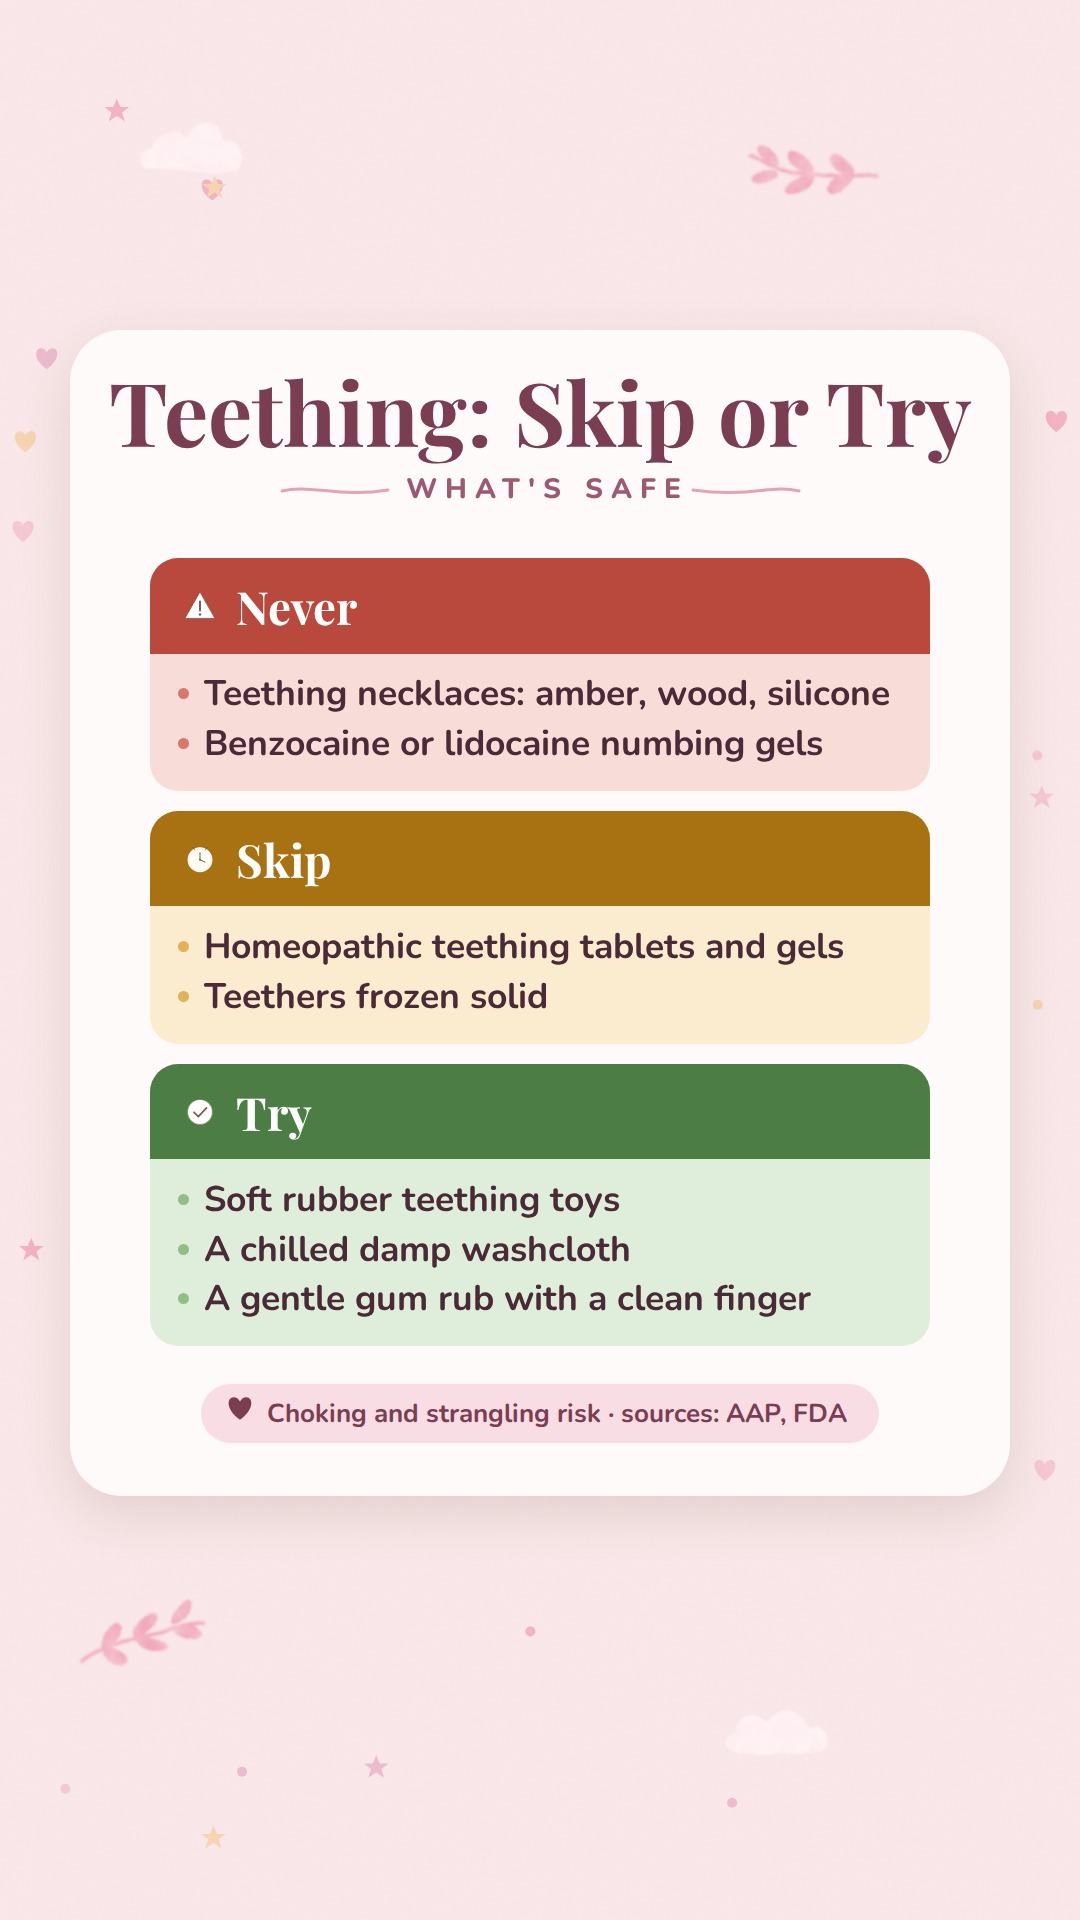 Teething: Skip or Try
WHAT'S SAFE
Never
Teething necklaces: amber, wood, silicone
Benzocaine or lidocaine numbing gels
Skip
Homeopathic teething tablets and gels
Teethers frozen solid
Try
Soft rubber teething toys
A chilled damp washcloth
A gentle gum rub with a clean finger
Choking and strangling risk · sources: AAP, FDA